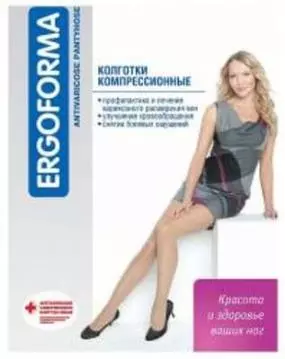 ERGOFORMA
ANTIVARICOSE PANTYHOSE
КОЛГОТКИ
КОМПРЕССИОННЫЕ
• профилактика и лечение
варикозного расширения вен
• улучшение кровообращения
• снятие болевых ощущений
Красота
и здоровье
ваших ног